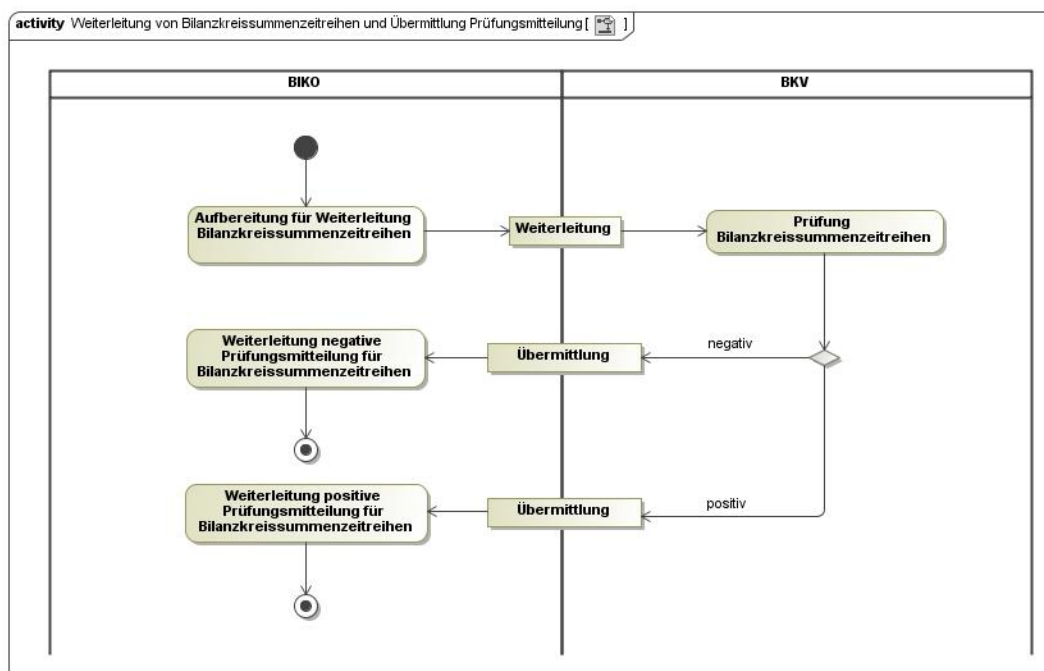 activity Weiterleitung von Bilanzkreissummenzeitreihen und Übermittlung Prüfungsmitteilung [ ]
BIKO
BKV
Aufbereitung für Weiterleitung
Bilanzkreissummenzeitreihen
Weiterleitung
Prüfung
Bilanzkreissummenzeitreihen
Weiterleitung negative
Prüfungsmitteilung für
Bilanzkreissummenzeitreihen
Übermittlung
negativ
Weiterleitung positive
Prüfungsmitteilung für
Bilanzkreissummenzeitreihen
Übermittlung
positiv